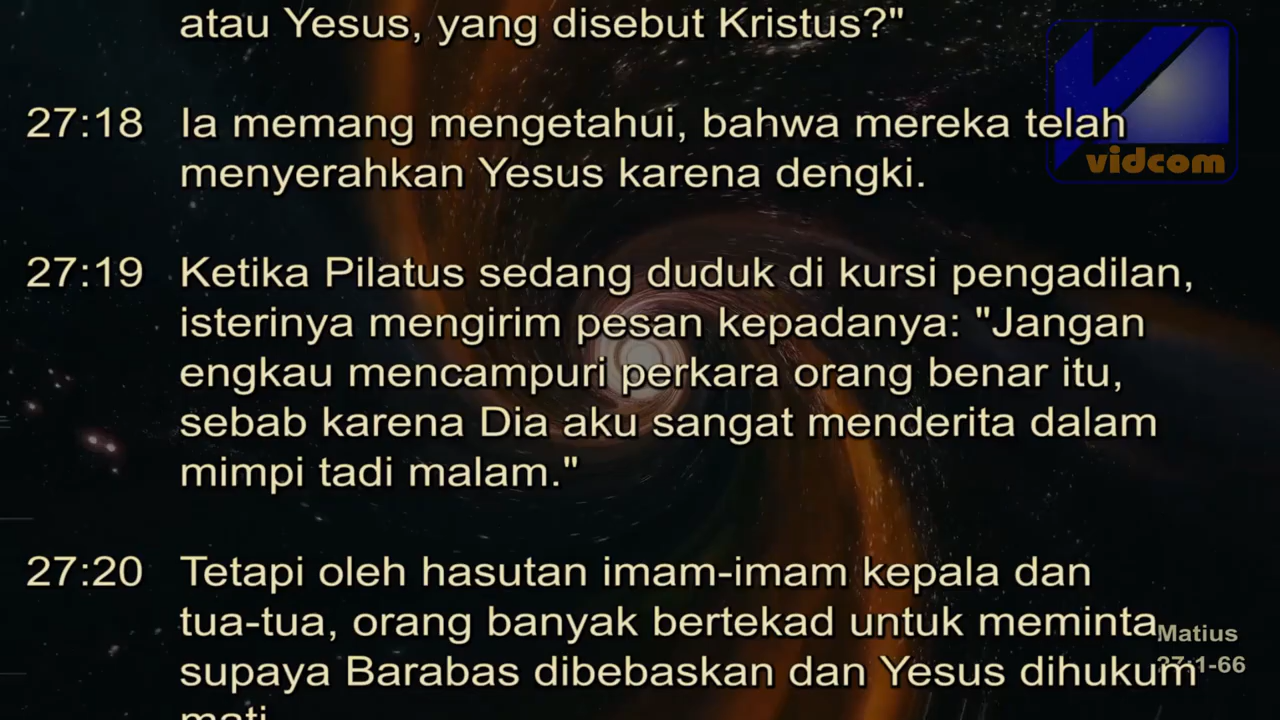 atau Yesus, yang disebut Kristus?"
27:18 Ia memang mengetahui, bahwa mereka telah
menyerahkan Yesus karena dengki.
27:19 Ketika Pilatus sedang duduk di kursi pengadilan,
isterinya mengirim pesan kepadanya: "Jangan
engkau mencampuri perkara orang benar itu,
sebab karena Dia aku sangat menderita dalam
mimpi tadi malam."
27:20 Tetapi oleh hasutan imam-imam kepala dan
tua-tua, orang banyak bertekad untuk meminta
supaya Barabas dibebaskan dan Yesus dihukum
mati.
vidcom
Matius
27:1-66